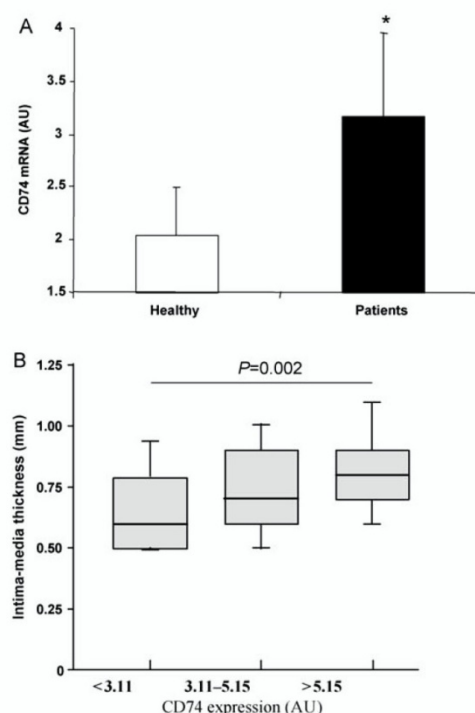 A
*
4
3.5
3
2.5
2
1.5
CD74 mRNA (AU)
Healthy Patients
B
P=0.002
1.25
1.00
0.75
0.50
0.25
0
Intima-media thickness (mm)
<3.11 3.11–5.15 >5.15
CD74 expression (AU)